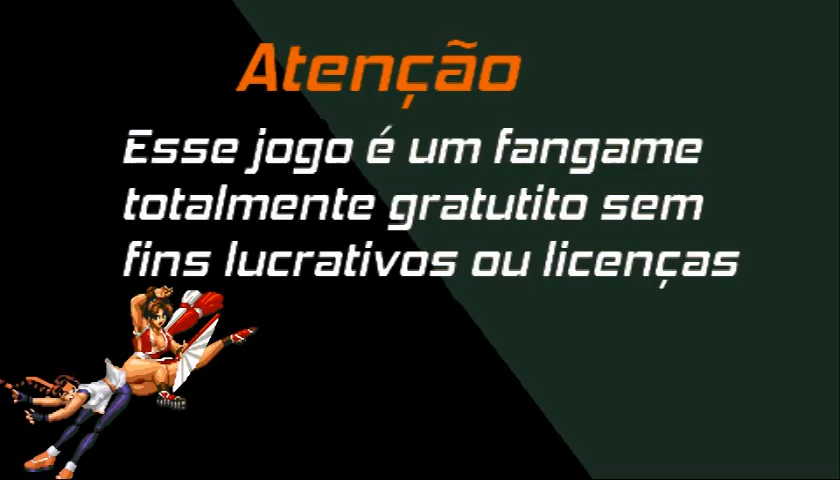 Atenção
Esse jogo é um fangame
totalmente gratutito sem
fins lucrativos ou licenças